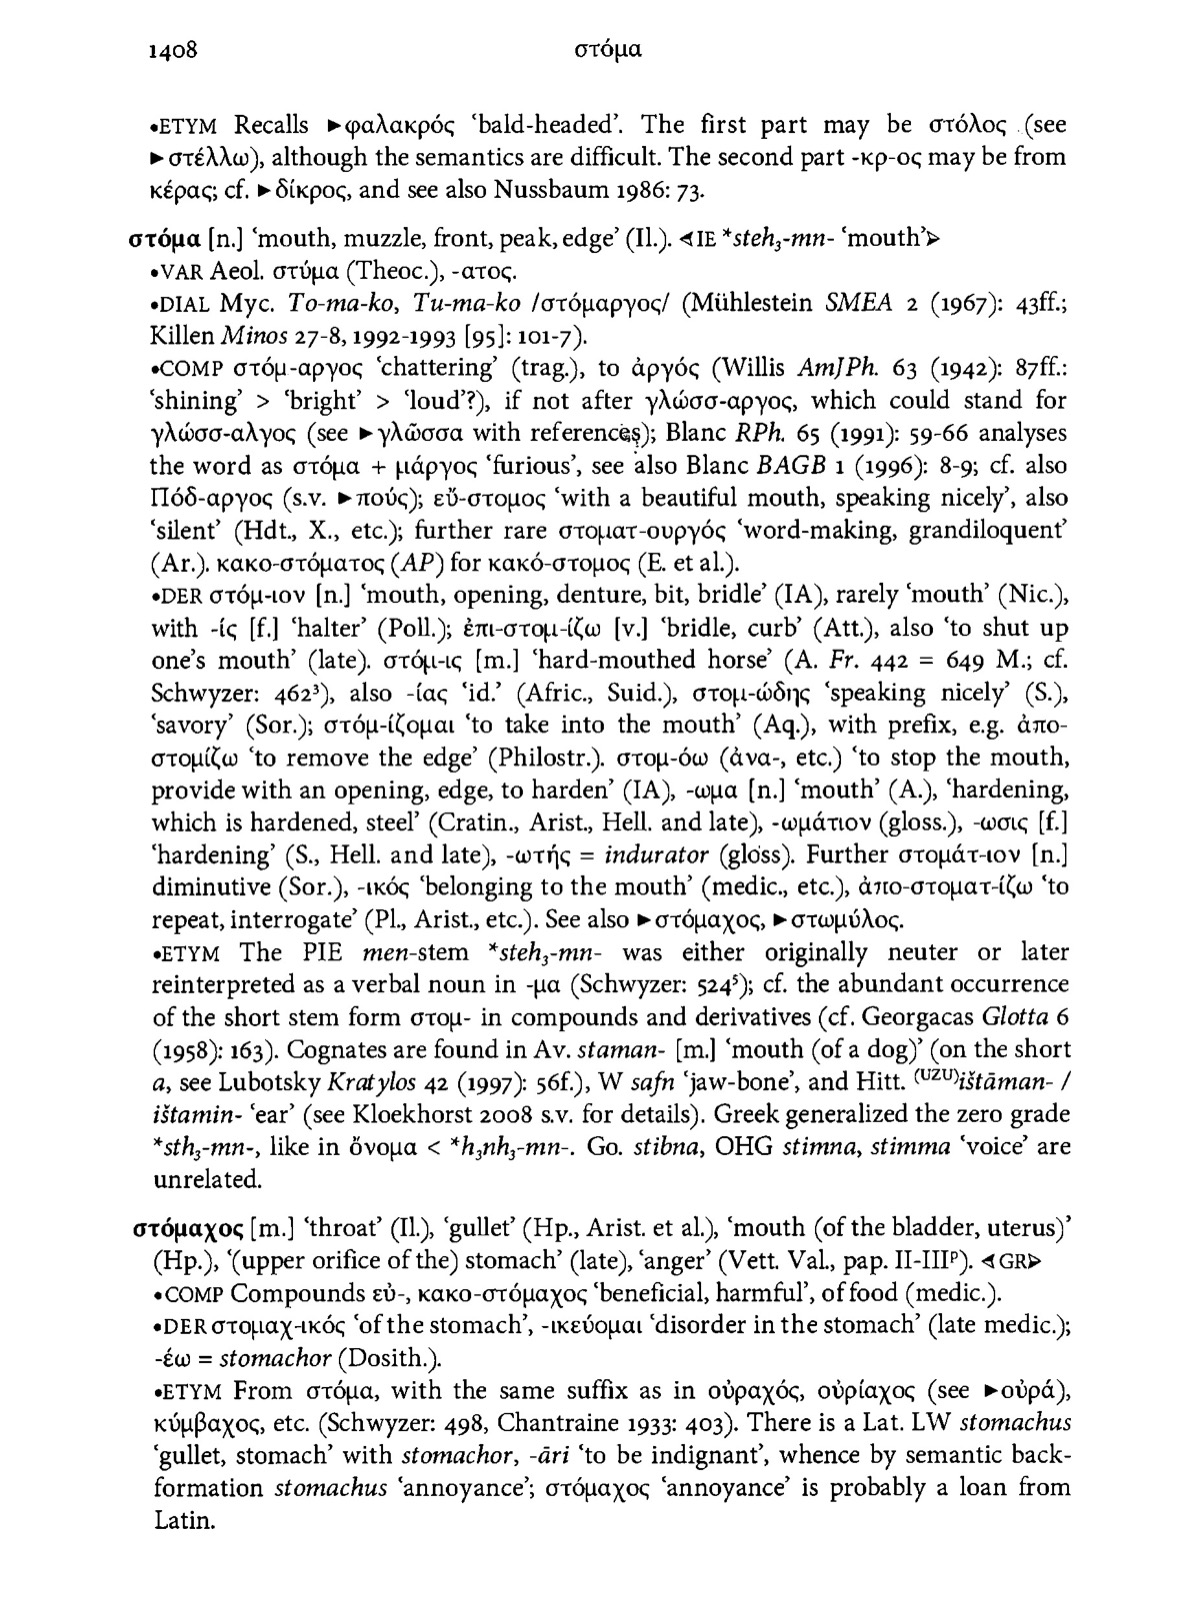 1408 στόμα
•ETYM Recalls ►φαλακρός ‘bald-headed’. The first part may be στόλος (see
►στέλλω), although the semantics are difficult. The second part -κρ-ος may be from
κέρας; cf. ►δίκρος, and see also Nussbaum 1986: 73.
στόμα [n.] ‘mouth, muzzle, front, peak, edge’ (Il.). ⋖IE *steh₃-mn- ‘mouth’⋗
•VAR Aeol. στύμα (Theoc.), -ατος.
•DIAL Myc. To-ma-ko, Tu-ma-ko /στόμαργος/ (Mühlestein SMEA 2 (1967): 43ff.;
Killen Minos 27-8, 1992-1993 [95]: 101-7).
•COMP στόμ-αργος ‘chattering’ (trag.), to ἀργός (Willis AmJPh. 63 (1942): 87ff.:
‘shining’ > ‘bright’ > ‘loud’?), if not after γλώσσ-αργος, which could stand for
γλώσσ-αλγος (see ►γλῶσσα with references); Blanc RPh. 65 (1991): 59-66 analyses
the word as στόμα + μάργος ‘furious’, see also Blanc BAGB 1 (1996): 8-9; cf. also
Πόδ-αργος (s.v. ►πούς); εὔ-στομος ‘with a beautiful mouth, speaking nicely’, also
‘silent’ (Hdt., X., etc.); further rare στοματ-ουργός ‘word-making, grandiloquent’
(Ar.). κακο-στόματος (AP) for κακό-στομος (E. et al.).
•DER στόμ-ιον [n.] ‘mouth, opening, denture, bit, bridle’ (IA), rarely ‘mouth’ (Nic.),
with -ίς [f.] ‘halter’ (Poll.); ἐπι-στομ-ίζω [v.] ‘bridle, curb’ (Att.), also ‘to shut up
one’s mouth’ (late). στόμ-ις [m.] ‘hard-mouthed horse’ (A. Fr. 442 = 649 M.; cf.
Schwyzer: 462³), also -ίας ‘id.’ (Afric., Suid.), στομ-ώδης ‘speaking nicely’ (S.),
‘savory’ (Sor.); στόμ-ίζομαι ‘to take into the mouth’ (Aq.), with prefix, e.g. ἀπο-
στομίζω ‘to remove the edge’ (Philostr.). στομ-όω (ἀνα-, etc.) ‘to stop the mouth,
provide with an opening, edge, to harden’ (IA), -ωμα [n.] ‘mouth’ (A.), ‘hardening,
which is hardened, steel’ (Cratin., Arist., Hell. and late), -ωμάτιον (gloss.), -ωσις [f.]
‘hardening’ (S., Hell. and late), -ωτής = indurator (gloss). Further στομάτ-ιον [n.]
diminutive (Sor.), -ικός ‘belonging to the mouth’ (medic., etc.), ἀπο-στοματ-ίζω ‘to
repeat, interrogate’ (Pl., Arist., etc.). See also ►στόμαχος, ►στωμύλος.
•ETYM The PIE men-stem *steh₃-mn- was either originally neuter or later
reinterpreted as a verbal noun in -μα (Schwyzer: 524⁵); cf. the abundant occurrence
of the short stem form στομ- in compounds and derivatives (cf. Georgacas Glotta 6
(1958): 163). Cognates are found in Av. staman- [m.] ‘mouth (of a dog)’ (on the short
a, see Lubotsky Kratylos 42 (1997): 56f.), W safn ‘jaw-bone’, and Hitt. (UZU)ištāman- /
ištamin- ‘ear’ (see Kloekhorst 2008 s.v. for details). Greek generalized the zero grade
*sth₃-mn-, like in ὄνομα < *h₃nh₃-mn-. Go. stibna, OHG stimna, stimma ‘voice’ are
unrelated.
στόμαχος [m.] ‘throat’ (Il.), ‘gullet’ (Hp., Arist. et al.), ‘mouth (of the bladder, uterus)’
(Hp.), ‘(upper orifice of the) stomach’ (late), ‘anger’ (Vett. Val., pap. II-IIIᵖ). ⋖GR⋗
•COMP Compounds εὐ-, κακο-στόμαχος ‘beneficial, harmful’, of food (medic.).
•DER στομαχ-ικός ‘of the stomach’, -ικεύομαι ‘disorder in the stomach’ (late medic.);
-έω = stomachor (Dosith.).
•ETYM From στόμα, with the same suffix as in οὐραχός, οὐρίαχος (see ►οὐρά),
κύμβαχος, etc. (Schwyzer: 498, Chantraine 1933: 403). There is a Lat. LW stomachus
‘gullet, stomach’ with stomachor, -āri ‘to be indignant’, whence by semantic back-
formation stomachus ‘annoyance’; στόμαχος ‘annoyance’ is probably a loan from
Latin.